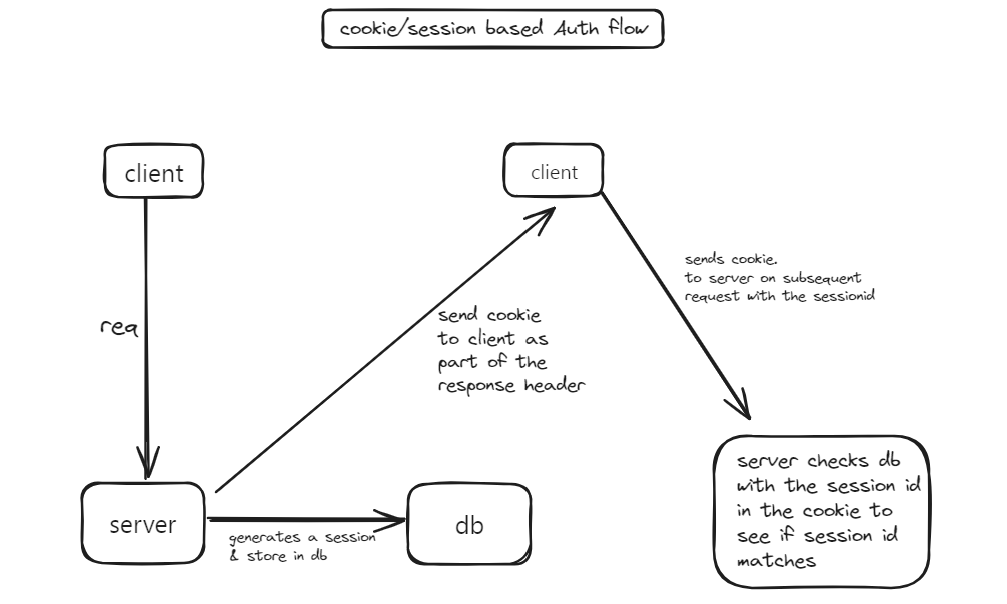 cookie/session based Auth flow
client
client
req
sends cookie.
to server on subsequent
request with the sessionid
send cookie
to client as
part of the
response header
server
generates a session
& store in db
db
server checks db
with the session id
in the cookie to
see if session id
matches